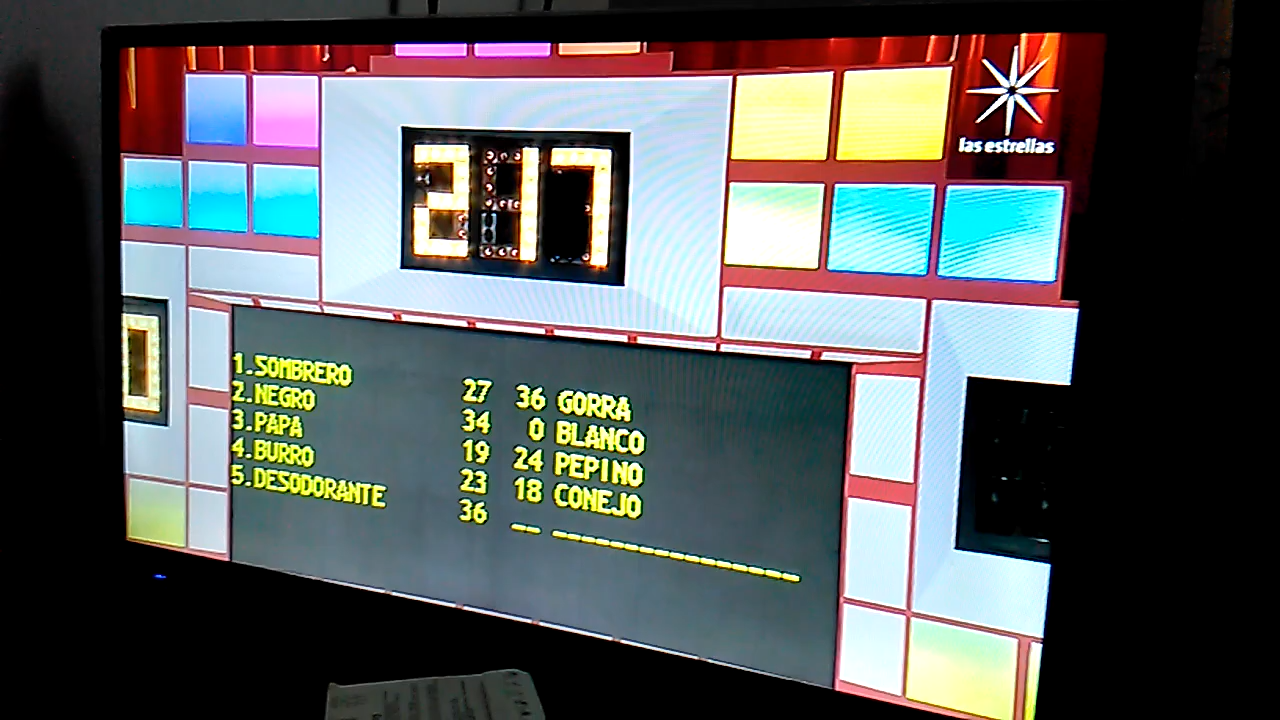 las estrellas
217
1.SOMBRERO 27 36 GORRA
2.NEGRO 34 0 BLANCO
3.PAPA 19 24 PEPINO
4.BURRO 23 18 CONEJO
5.DESODORANTE 36